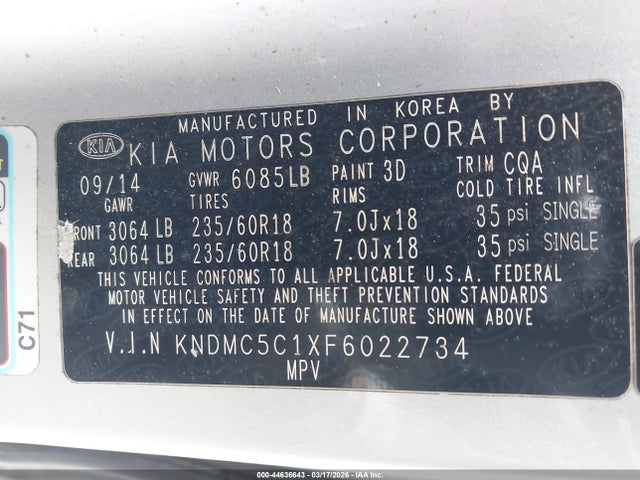 MANUFACTURED IN KOREA BY
KIA KIA MOTORS CORPORATION
09/14 GVWR 6085LB PAINT 3D TRIM CQA
GAWR TIRES RIMS COLD TIRE INFL
FRONT 3064 LB 235/60R18 7.0Jx18 35 psi SINGLE
REAR 3064 LB 235/60R18 7.0Jx18 35 psi SINGLE
THIS VEHICLE CONFORMS TO ALL APPLICABLE U.S.A. FEDERAL
MOTOR VEHICLE SAFETY AND THEFT PREVENTION STANDARDS
IN EFFECT ON THE DATE OF MANUFACTURE SHOWN ABOVE
V.I.N KNDMC5C1XF6022734
MPV
C71
000-44636643 - 03/17/2026 - IAAI.COM